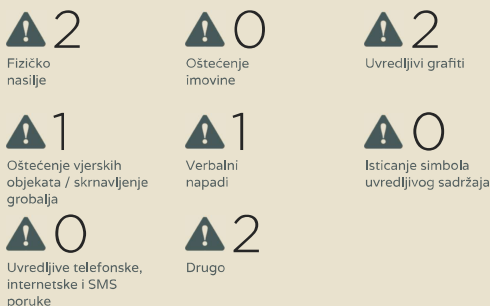 2
Fizičko
nasilje
0
Oštećenje
imovine
2
Uvredljivi grafiti
1
Oštećenje vjerskih
objekata / skrnavljenje
grobalja
1
Verbalni
napadi
0
Isticanje simbola
uvredljivog sadržaja
0
Uvredljive telefonske,
internetske i SMS
poruke
2
Drugo